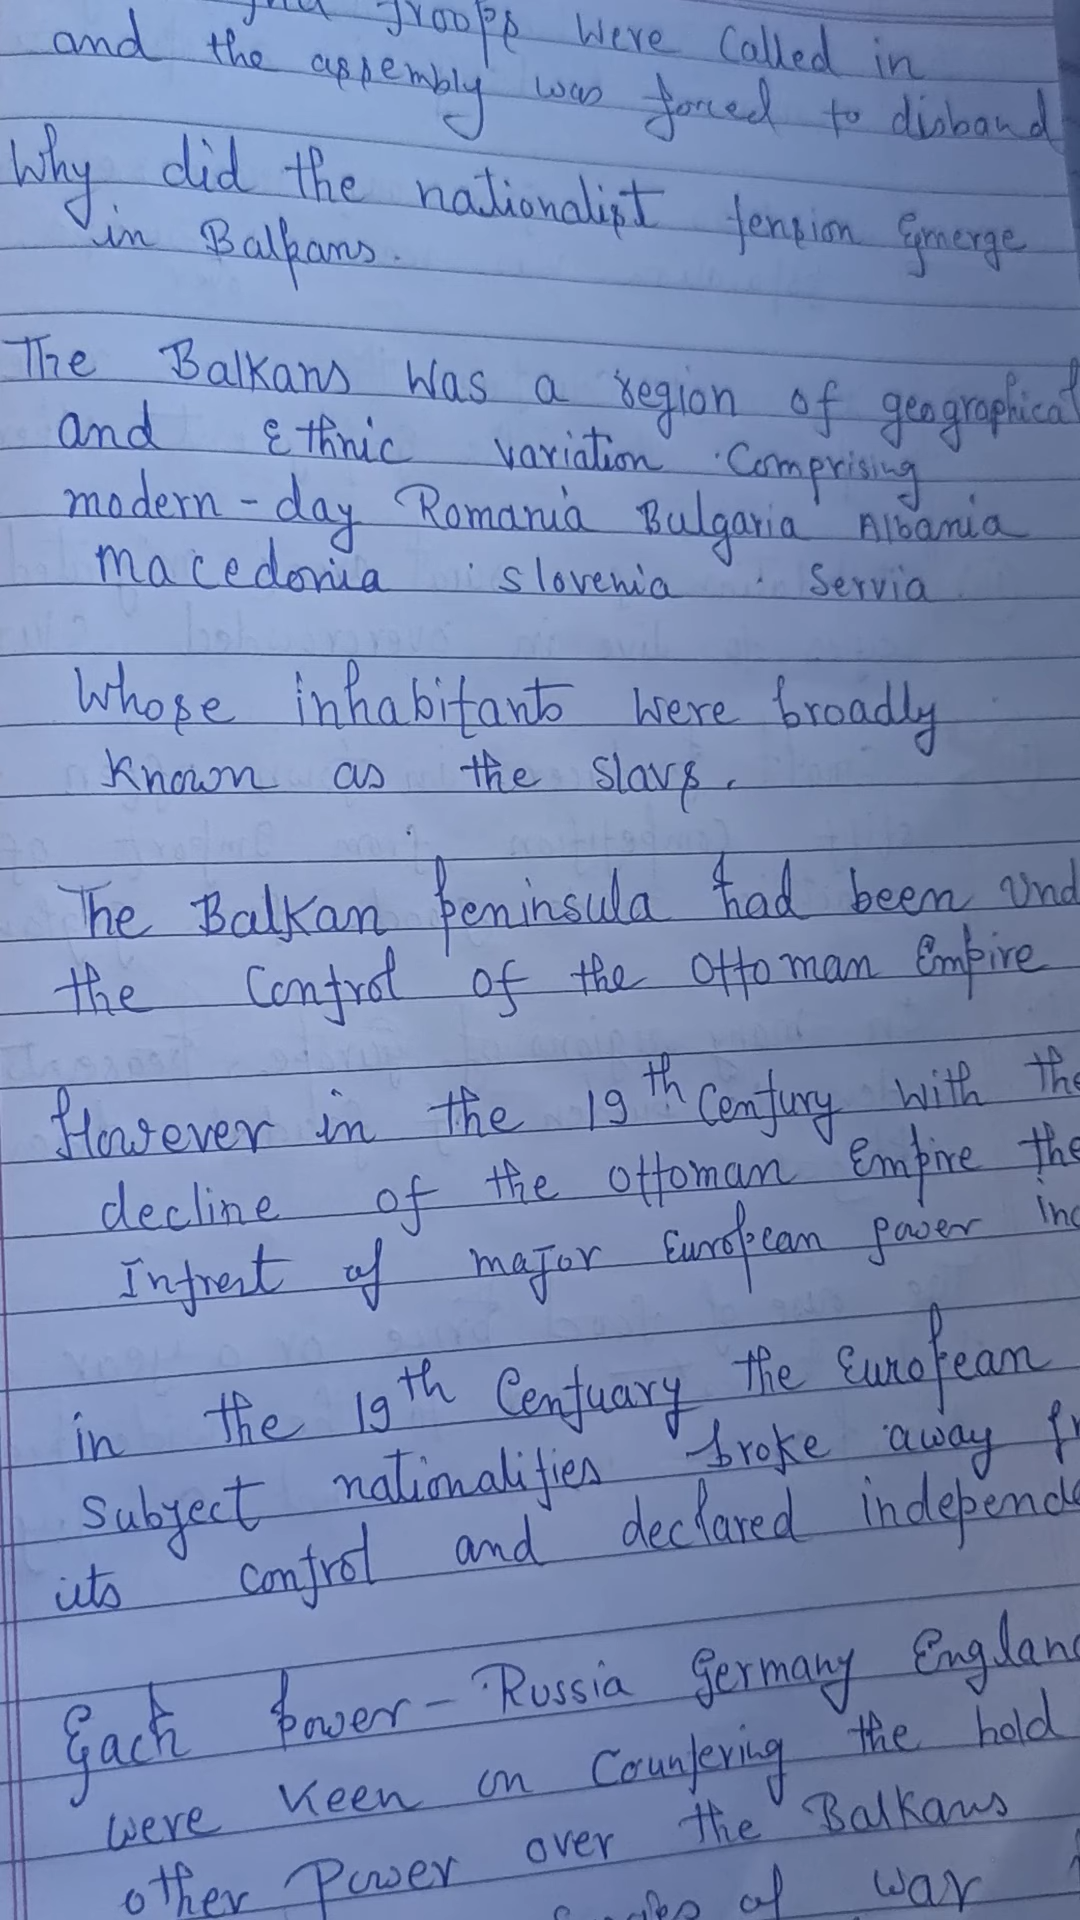 troops were called in
and the assembly was forced to disband
Why did the nationalist tension Emerge
in Balkans.
The Balkans was a region of geographical
and Ethnic variation Comprising
modern-day Romania Bulgaria Albania
macedonia slovenia Servia
Whose inhabitants were broadly
known as the slavs.
The Balkan peninsula had been und
the Control of the Ottoman Empire
However in the 19th Century with the
decline of the Ottoman Empire the
Intrest of major European power inc
in the 19th Centuary the European
subject nationalities broke away fr
its control and declared independe
Each power - Russia Germany England
were keen on Countering the hold
other power over the Balkans
of war